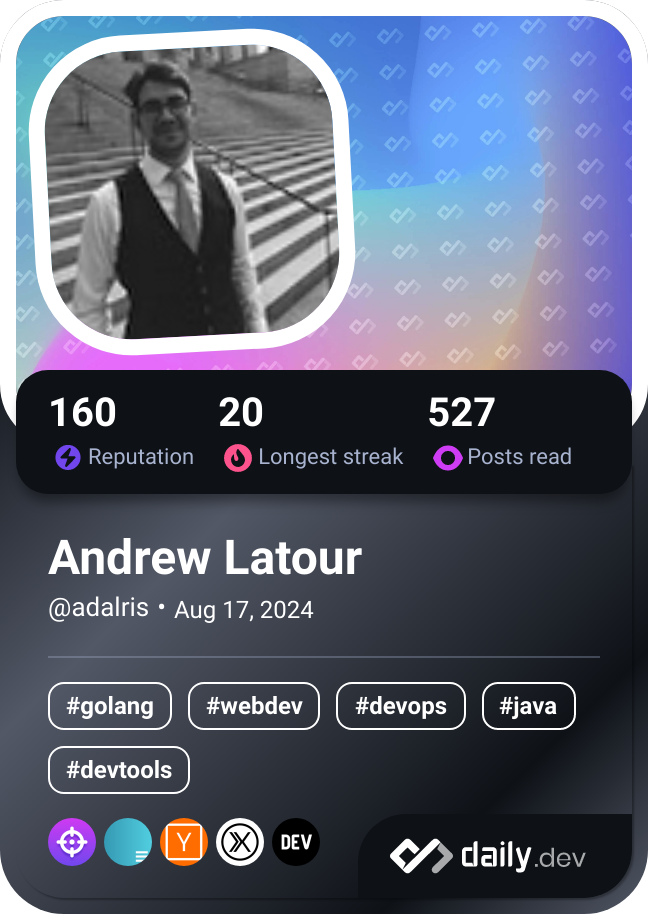 160 20 527
Reputation Longest streak Posts read
Andrew Latour
@adalris • Aug 17, 2024
#golang #webdev #devops #java
#devtools
Y DEV
daily.dev